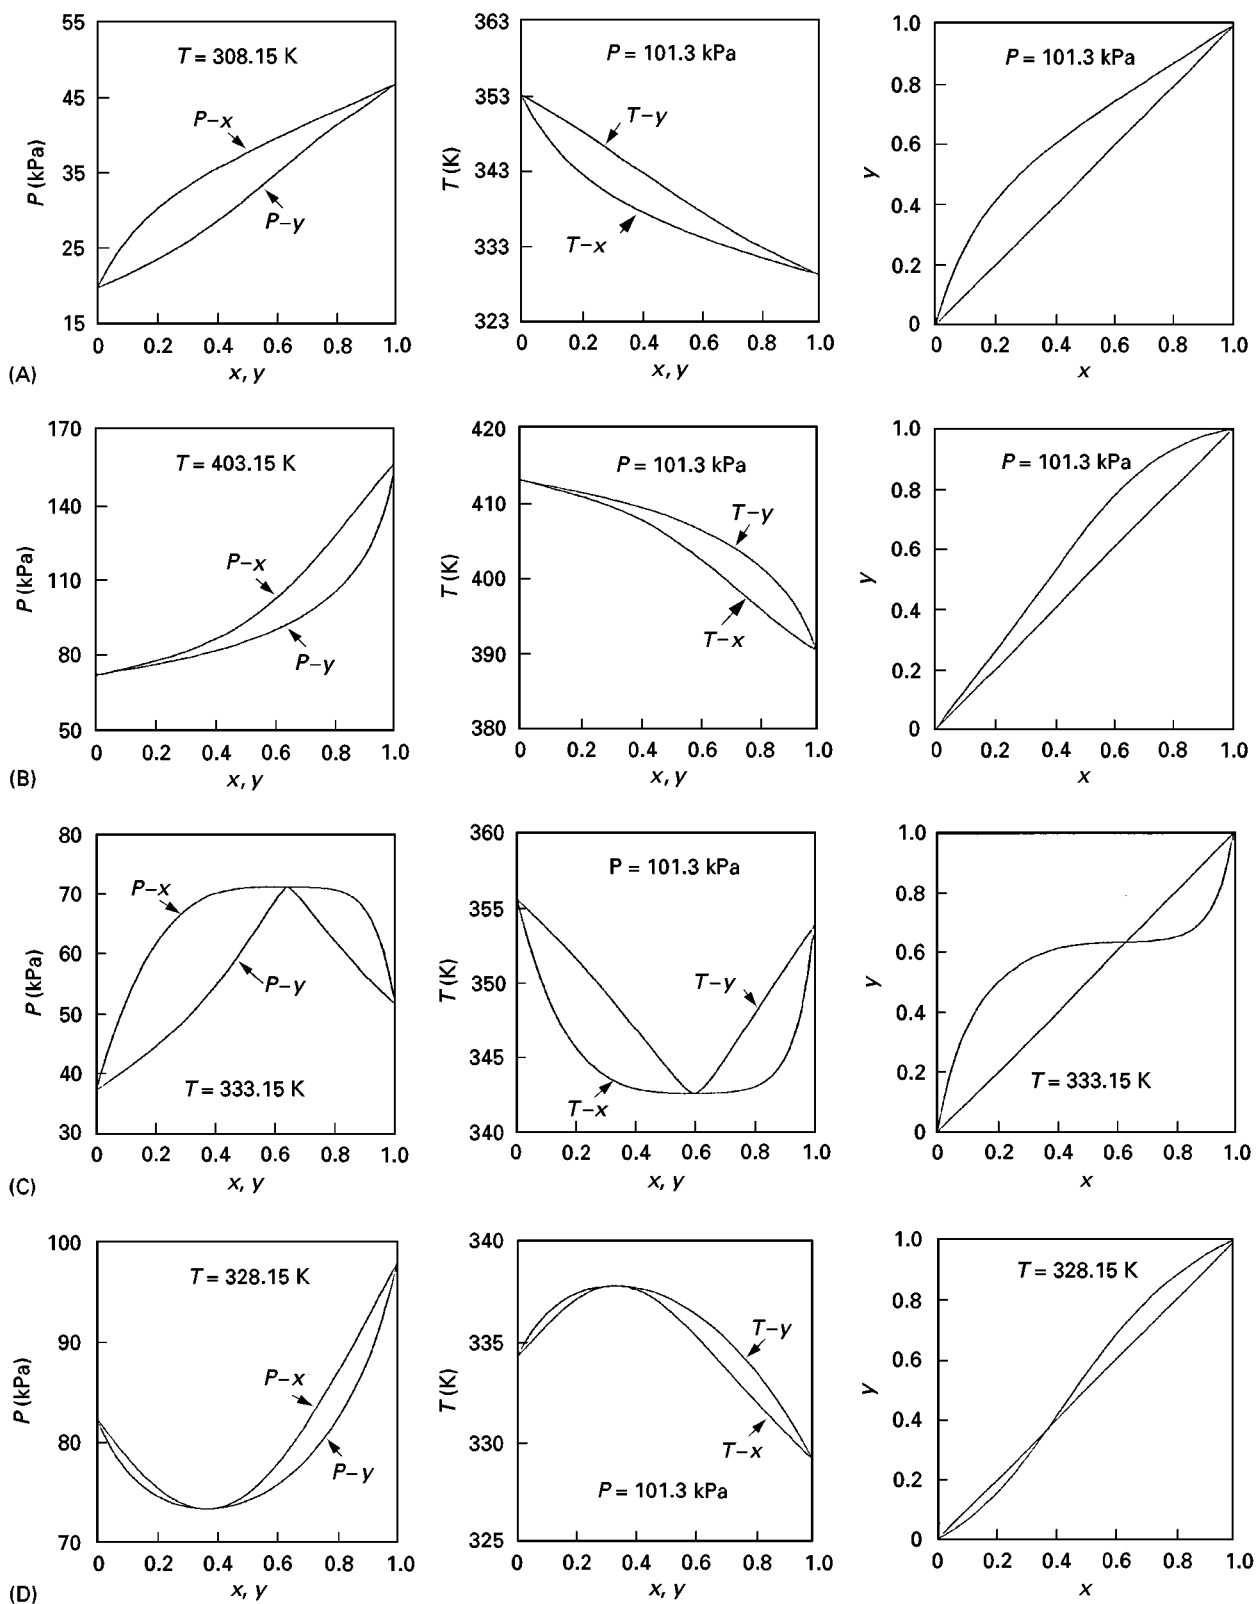 55
45
35
25
15
P (kPa)
T = 308.15 K
P–x
P–y
0 0.2 0.4 0.6 0.8 1.0
x, y
(A)
363
353
343
333
323
T (K)
P = 101.3 kPa
T–y
T–x
0 0.2 0.4 0.6 0.8 1.0
x, y
1.0
0.8
0.6
0.4
0.2
0
y
P = 101.3 kPa
0 0.2 0.4 0.6 0.8 1.0
x
170
140
110
80
50
P (kPa)
T = 403.15 K
P–x
P–y
0 0.2 0.4 0.6 0.8 1.0
x, y
(B)
420
410
400
390
380
T (K)
P = 101.3 kPa
T–y
T–x
0 0.2 0.4 0.6 0.8 1.0
x, y
1.0
0.8
0.6
0.4
0.2
0
y
P = 101.3 kPa
0 0.2 0.4 0.6 0.8 1.0
x
80
70
60
50
40
30
P (kPa)
P–x
P–y
T = 333.15 K
0 0.2 0.4 0.6 0.8 1.0
x, y
(C)
360
355
350
345
340
T (K)
P = 101.3 kPa
T–y
T–x
0 0.2 0.4 0.6 0.8 1.0
x, y
1.0
0.8
0.6
0.4
0.2
0
y
T = 333.15 K
0 0.2 0.4 0.6 0.8 1.0
x
100
90
80
70
P (kPa)
T = 328.15 K
P–x
P–y
0 0.2 0.4 0.6 0.8 1.0
x, y
(D)
340
335
330
325
T (K)
T–y
T–x
P = 101.3 kPa
0 0.2 0.4 0.6 0.8 1.0
x, y
1.0
0.8
0.6
0.4
0.2
0
y
T = 328.15 K
0 0.2 0.4 0.6 0.8 1.0
x